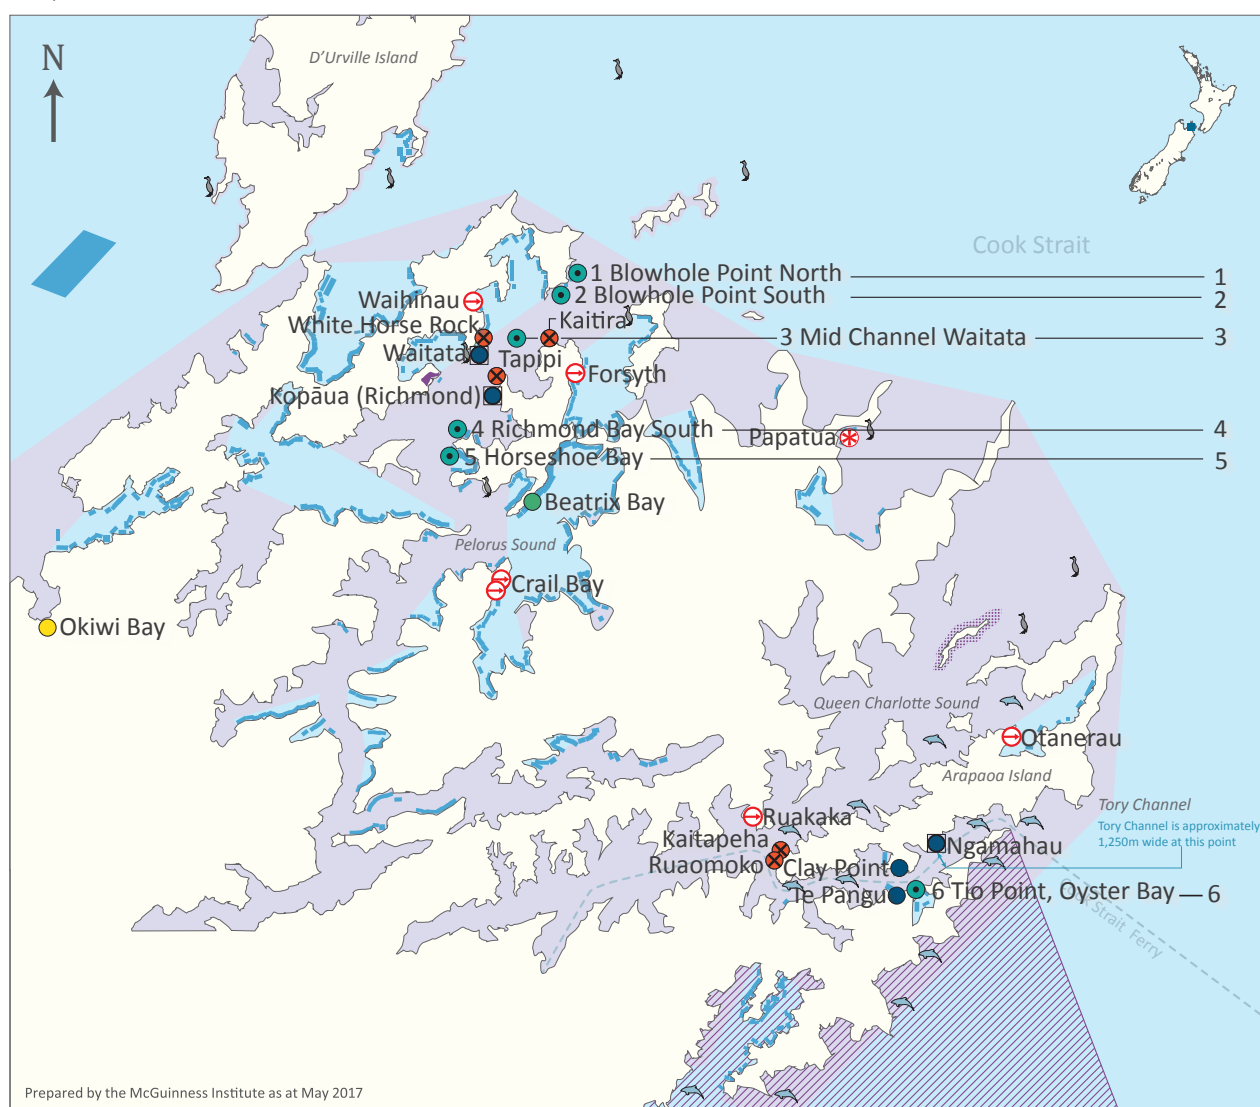 N
D'Urville Island
Cook Strait
1 Blowhole Point North 1
2 Blowhole Point South 2
Waihinau
Kaitira
White Horse Rock
3 Mid Channel Waitata 3
Waitata
Tapipi
Forsyth
Kopāua (Richmond)
4 Richmond Bay South 4
Papatua
5 Horseshoe Bay 5
Beatrix Bay
Pelorus Sound
Crail Bay
Okiwi Bay
Queen Charlotte Sound
Otanerau
Arapaoa Island
Tory Channel
Tory Channel is approximately
1,250m wide at this point
Ruakaka
Kaitapeha
Ngamahau
Ruaomoko
Clay Point
Te Pangu
6 Tio Point, Oyster Bay 6
Cook Strait Ferry
Prepared by the McGuinness Institute as at May 2017